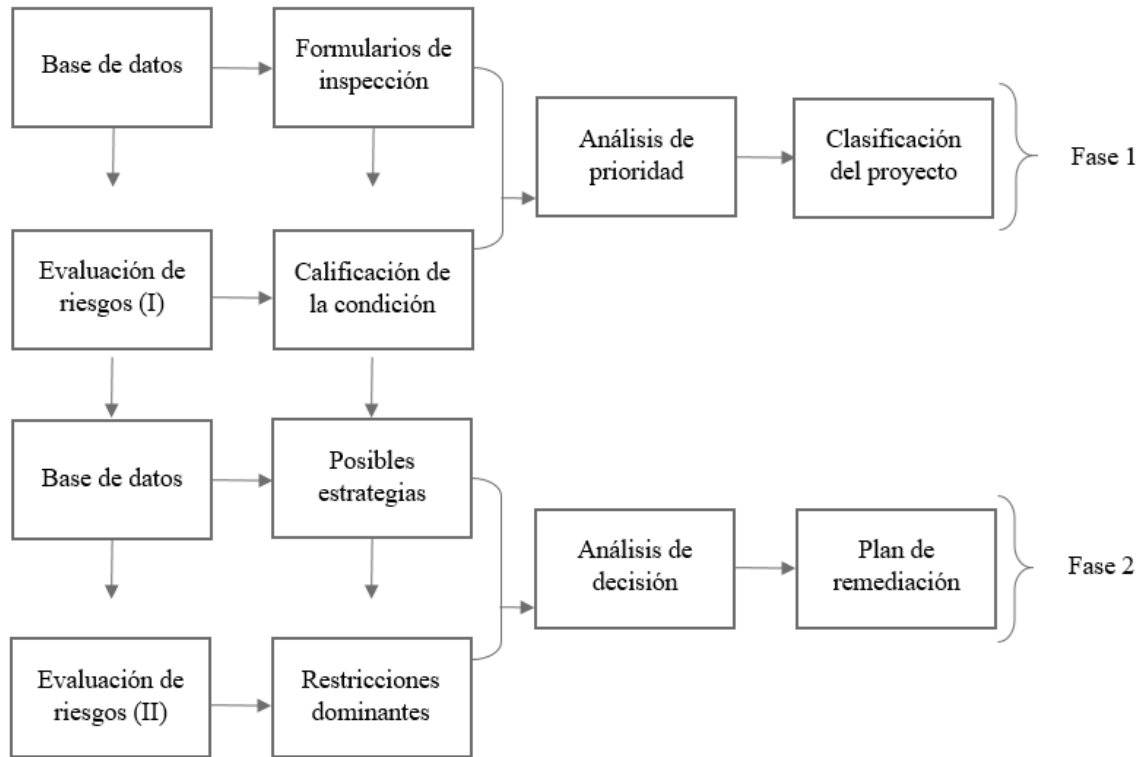 Base de datos
Formularios de
inspección
Análisis de
prioridad
Clasificación
del proyecto
Fase 1
Evaluación de
riesgos (I)
Calificación de
la condición
Base de datos
Posibles
estrategias
Análisis de
decisión
Plan de
remediación
Fase 2
Evaluación de
riesgos (II)
Restricciones
dominantes